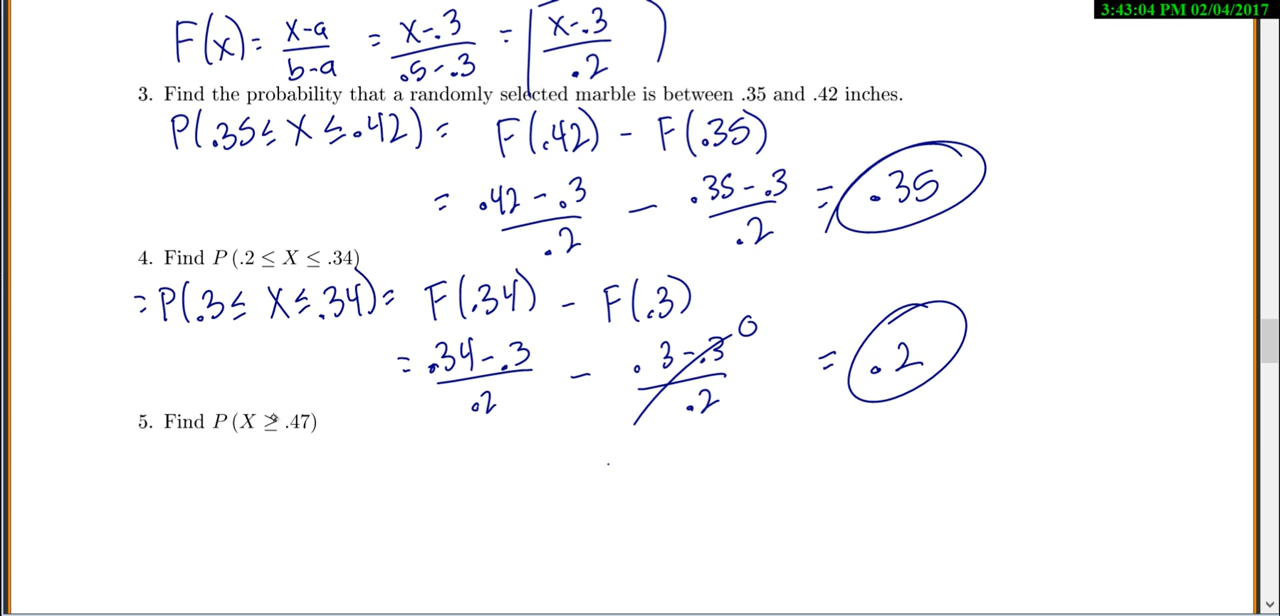 3:43:04 PM 02/04/2017
F(x)= x-a / b-a = x-.3 / .5-.3 = x-.3 / .2
3. Find the probability that a randomly selected marble is between .35 and .42 inches.
P(.35 ≤ X ≤ .42) = F(.42) - F(.35)
= .42-.3 / .2 - .35-.3 / .2 = .35
4. Find P(.2 ≤ X ≤ .34)
= P(.3 ≤ X ≤ .34) = F(.34) - F(.3)
= .34-.3 / .2 - .3-.3 / .2 0 = .2
5. Find P(X ≥ .47)